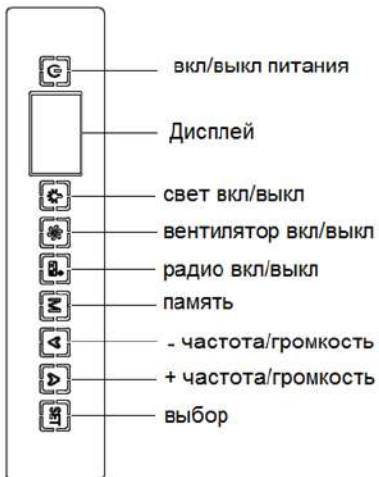 вкл/выкл питания
Дисплей
свет вкл/выкл
вентилятор вкл/выкл
радио вкл/выкл
M память
- частота/громкость
+ частота/громкость
SET выбор